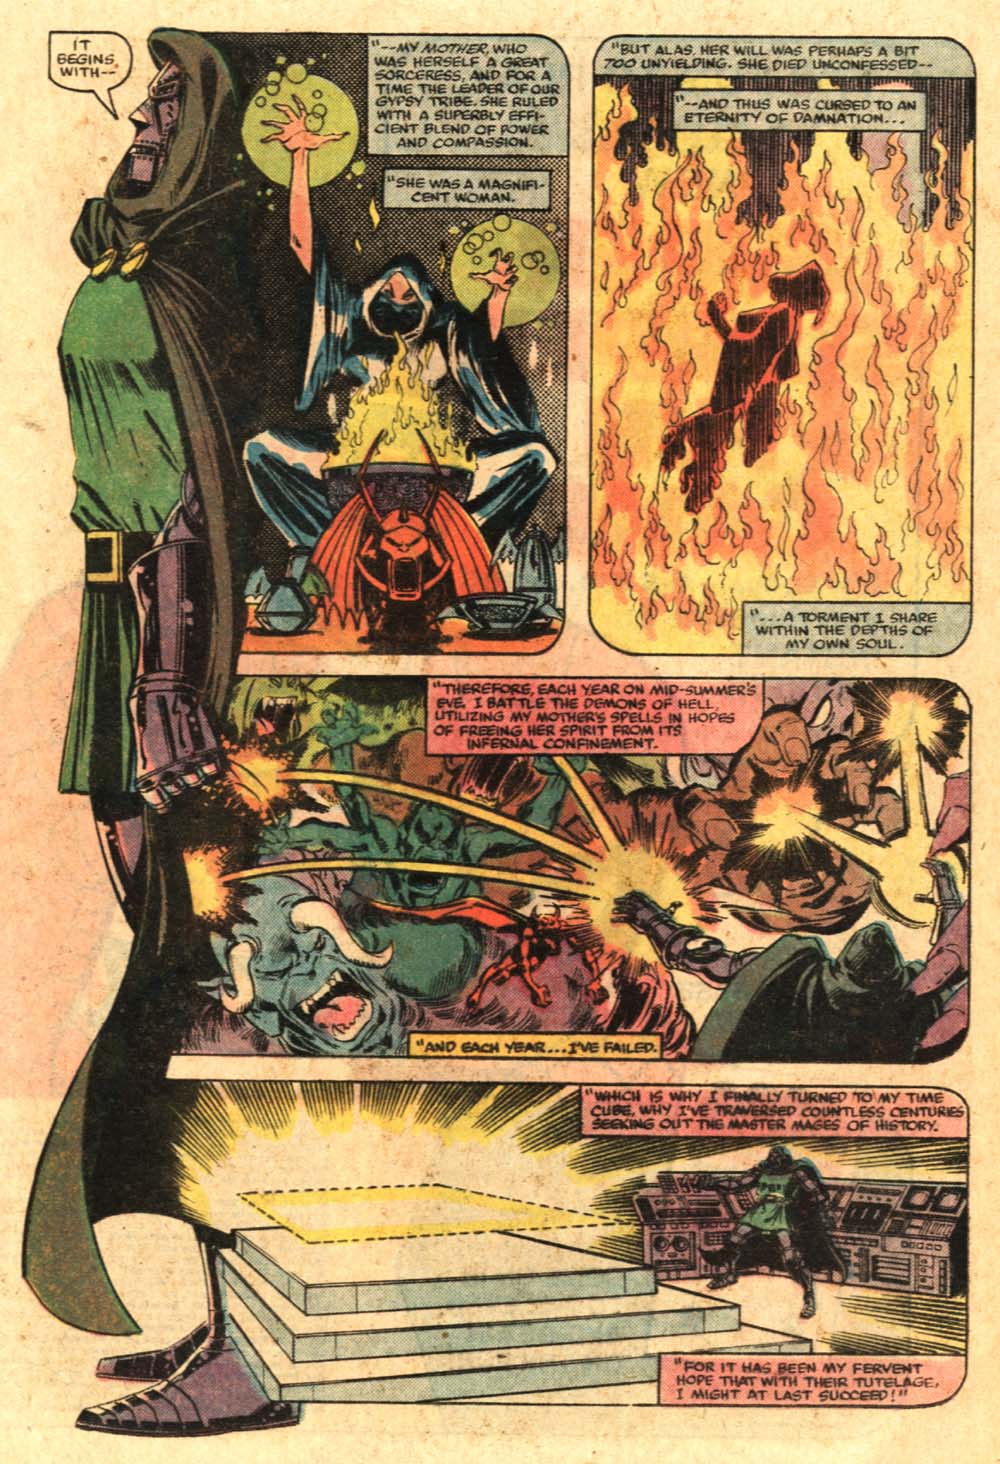 IT
BEGINS
WITH--
"--MY MOTHER, WHO
WAS HERSELF A GREAT
SORCERESS, AND FOR A
TIME THE LEADER OF OUR
GYPSY TRIBE. SHE RULED
WITH A SUPERBLY EFFI-
CIENT BLEND OF POWER
AND COMPASSION.
"SHE WAS A MAGNIFI-
CENT WOMAN.
"BUT ALAS, HER WILL WAS PERHAPS A BIT
TOO UNYIELDING. SHE DIED UNCONFESSED--
"--AND THUS WAS CURSED TO AN
ETERNITY OF DAMNATION...
"...A TORMENT I SHARE
WITHIN THE DEPTHS OF
MY OWN SOUL.
"THEREFORE, EACH YEAR ON MID-SUMMER'S
EVE, I BATTLE THE DEMONS OF HELL,
UTILIZING MY MOTHER'S SPELLS IN HOPES
OF FREEING HER SPIRIT FROM ITS
INFERNAL CONFINEMENT.
"AND EACH YEAR...I'VE FAILED.
"WHICH IS WHY I FINALLY TURNED TO MY TIME
CUBE, WHY I'VE TRAVERSED COUNTLESS CENTURIES
SEEKING OUT THE MASTER MAGES OF HISTORY.
"FOR IT HAS BEEN MY FERVENT
HOPE THAT WITH THEIR TUTELAGE,
I MIGHT AT LAST SUCCEED!"